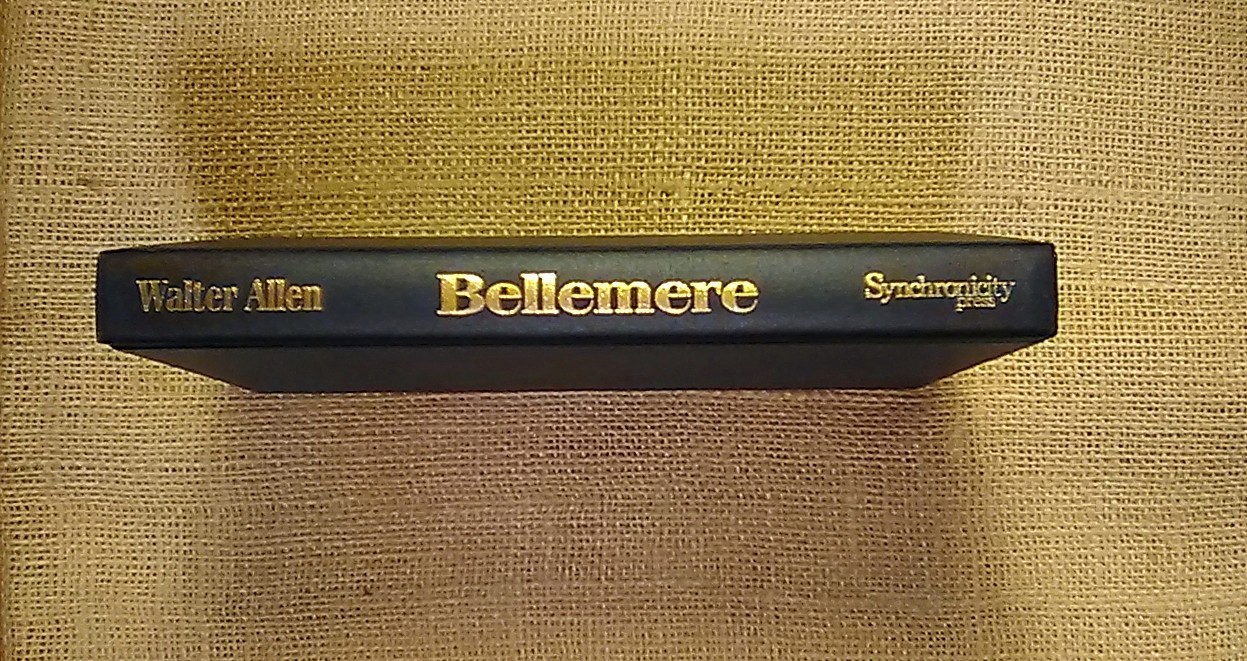 Walter Allen
Bellemere
Synchronicity
press